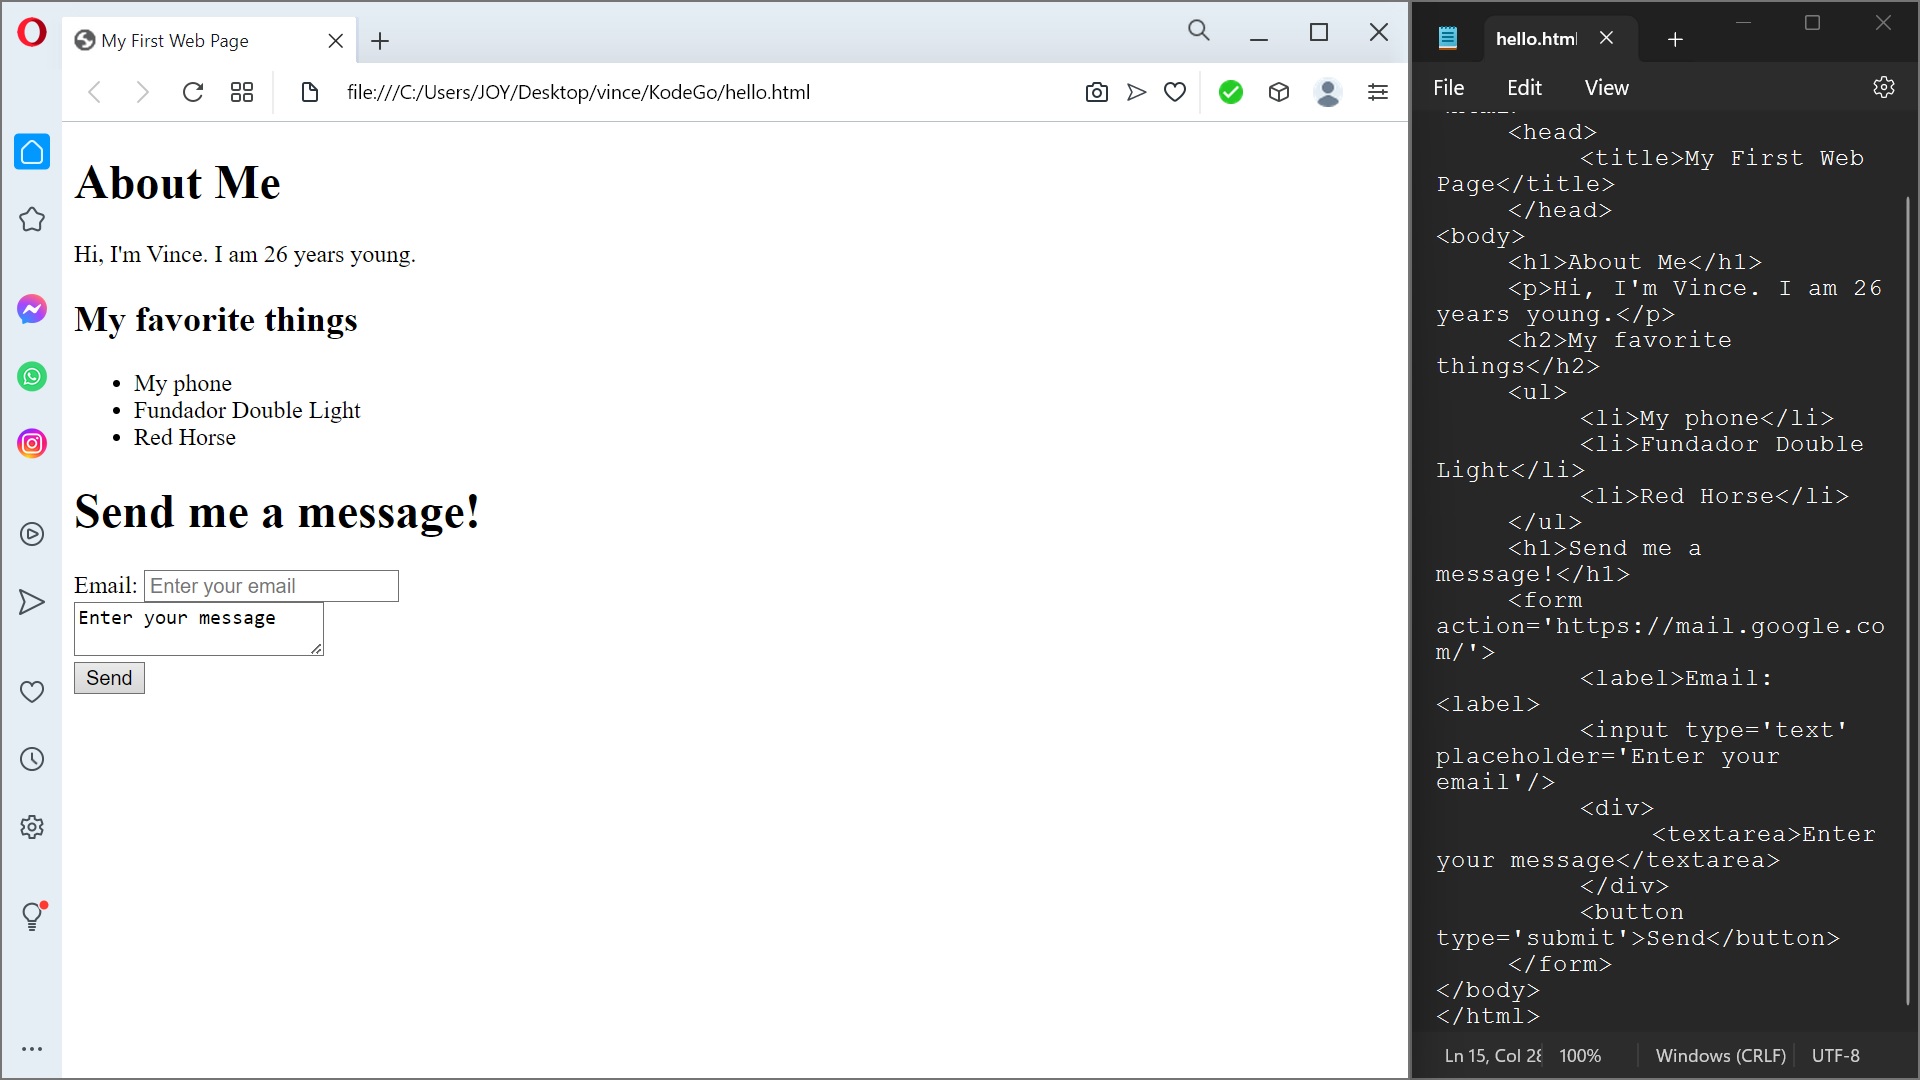 My First Web Page
file:///C:/Users/JOY/Desktop/vince/KodeGo/hello.html
About Me
Hi, I'm Vince. I am 26 years young.
My favorite things
• My phone
• Fundador Double Light
• Red Horse
Send me a message!
Email: Enter your email
Enter your message
Send
hello.html
File Edit View
<head>
<title>My First Web
Page</title>
</head>
<body>
<h1>About Me</h1>
<p>Hi, I'm Vince. I am 26
years young.</p>
<h2>My favorite
things</h2>
<ul>
<li>My phone</li>
<li>Fundador Double
Light</li>
<li>Red Horse</li>
</ul>
<h1>Send me a
message!</h1>
<form
action='https://mail.google.co
m/'>
<label>Email:
<label>
<input type='text'
placeholder='Enter your
email'/>
<div>
<textarea>Enter
your message</textarea>
</div>
<button
type='submit'>Send</button>
</form>
</body>
</html>
Ln 15, Col 28 100% Windows (CRLF) UTF-8